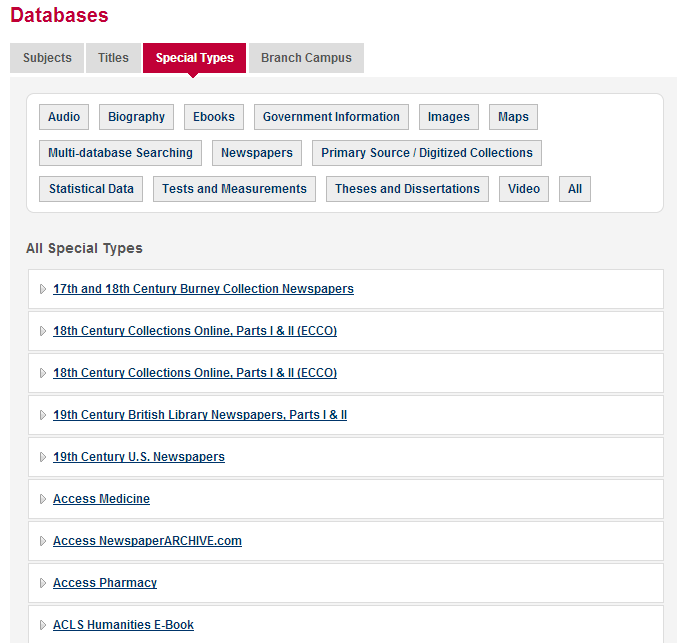 Databases
Subjects Titles Special Types Branch Campus
Audio Biography Ebooks Government Information Images Maps
Multi-database Searching Newspapers Primary Source / Digitized Collections
Statistical Data Tests and Measurements Theses and Dissertations Video All
All Special Types
17th and 18th Century Burney Collection Newspapers
18th Century Collections Online, Parts I & II (ECCO)
18th Century Collections Online, Parts I & II (ECCO)
19th Century British Library Newspapers, Parts I & II
19th Century U.S. Newspapers
Access Medicine
Access NewspaperARCHIVE.com
Access Pharmacy
ACLS Humanities E-Book